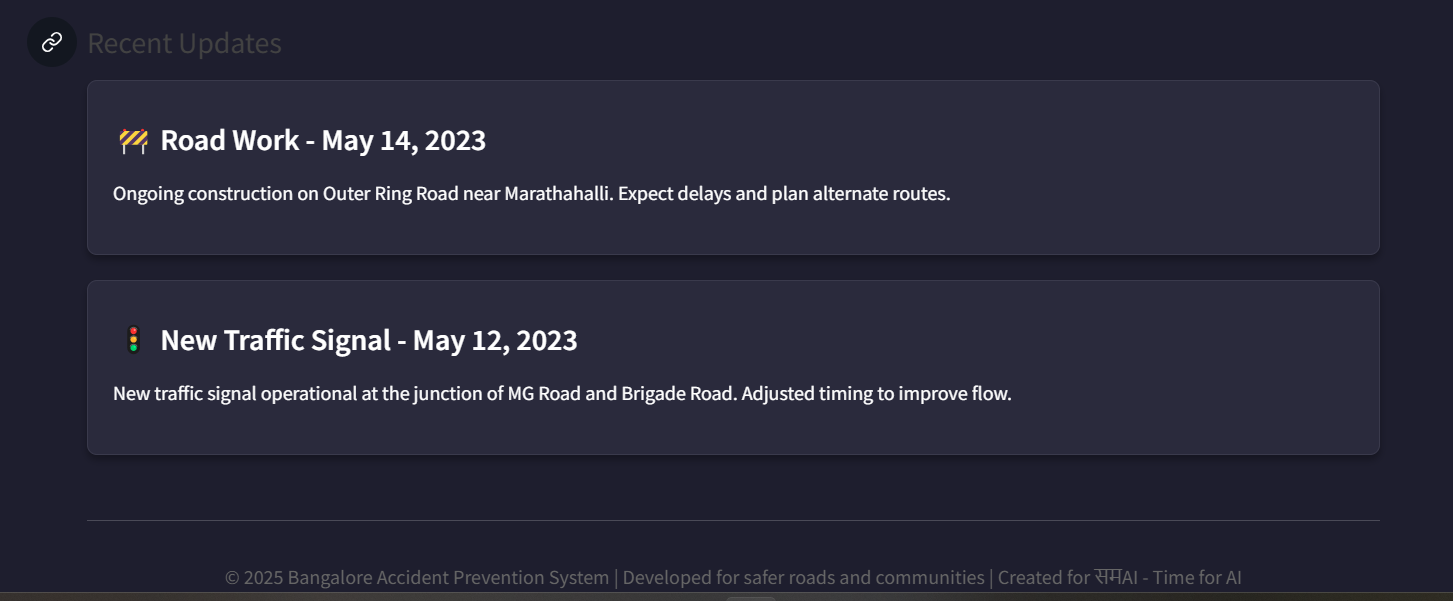 Recent Updates
🚧 Road Work - May 14, 2023
Ongoing construction on Outer Ring Road near Marathahalli. Expect delays and plan alternate routes.
🚦 New Traffic Signal - May 12, 2023
New traffic signal operational at the junction of MG Road and Brigade Road. Adjusted timing to improve flow.
© 2025 Bangalore Accident Prevention System | Developed for safer roads and communities | Created for समAI - Time for AI